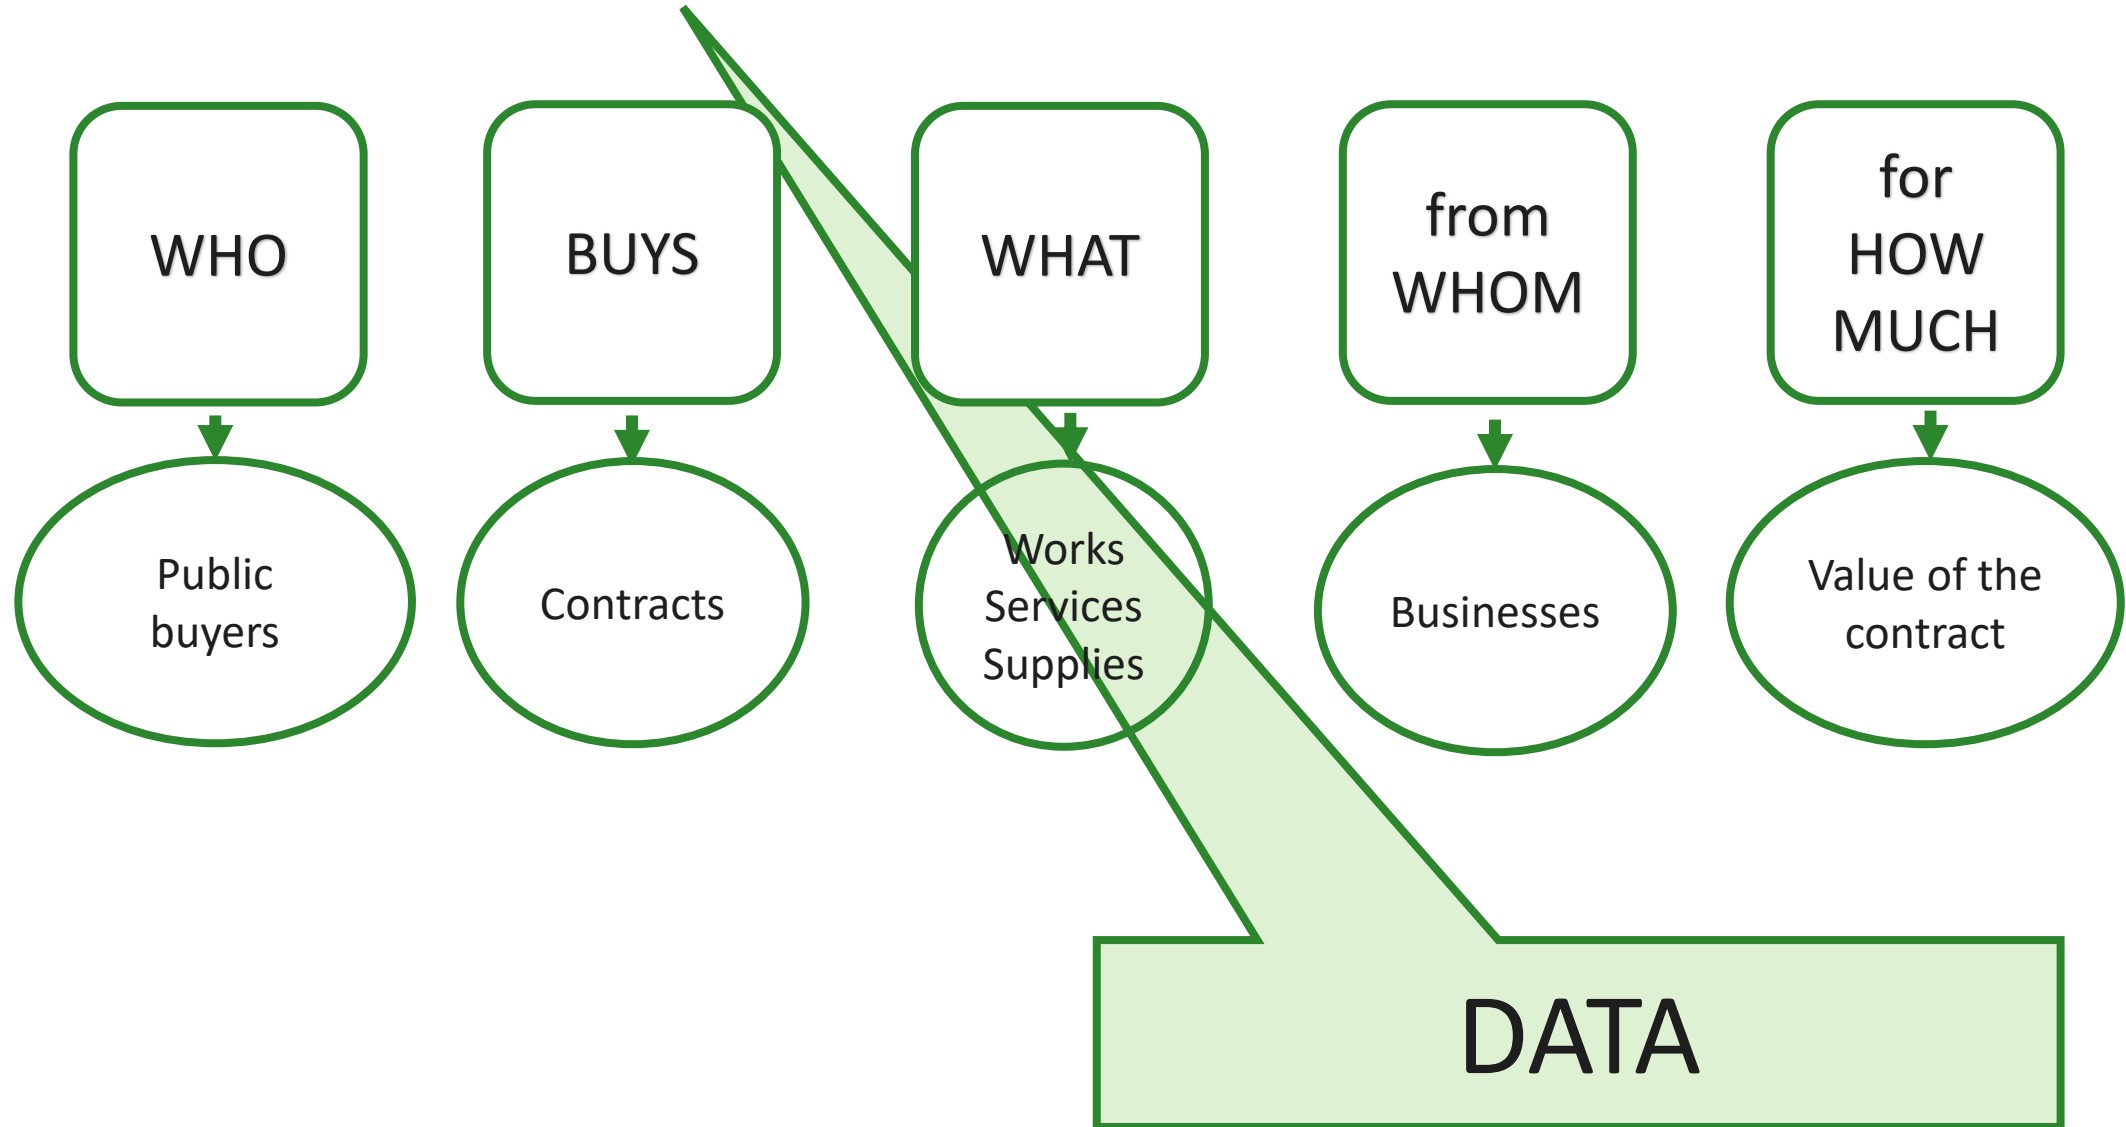 WHO
BUYS
WHAT
from
WHOM
for
HOW
MUCH
Public
buyers
Contracts
Works
Services
Supplies
Businesses
Value of the
contract
DATA